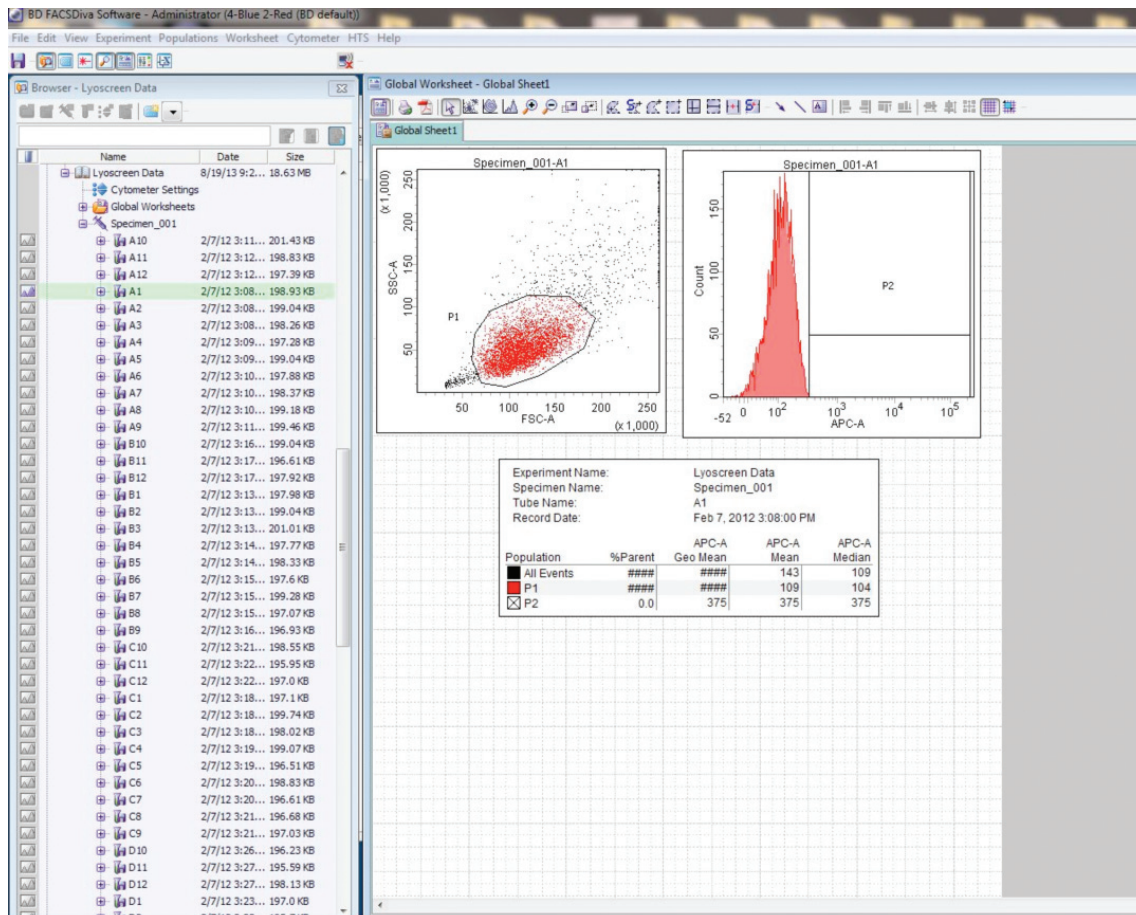 BD FACSDiva Software - Administrator (4-Blue 2-Red (BD default))
File Edit View Experiment Populations Worksheet Cytometer HTS Help
Browser - Lyoscreen Data
Name Date Size
Lyoscreen Data 8/19/13 9:2... 18.63 MB
Cytometer Settings
Global Worksheets
Specimen_001
A10 2/7/12 3:11... 201.43 KB
A11 2/7/12 3:12... 198.83 KB
A12 2/7/12 3:12... 197.39 KB
A1 2/7/12 3:08... 198.93 KB
A2 2/7/12 3:08... 199.04 KB
A3 2/7/12 3:08... 198.26 KB
A4 2/7/12 3:09... 197.28 KB
A5 2/7/12 3:09... 199.04 KB
A6 2/7/12 3:10... 197.88 KB
A7 2/7/12 3:10... 198.37 KB
A8 2/7/12 3:10... 199.18 KB
A9 2/7/12 3:11... 199.46 KB
B10 2/7/12 3:16... 199.04 KB
B11 2/7/12 3:17... 196.61 KB
B12 2/7/12 3:17... 197.92 KB
B1 2/7/12 3:13... 197.98 KB
B2 2/7/12 3:13... 199.04 KB
B3 2/7/12 3:13... 201.01 KB
B4 2/7/12 3:14... 197.77 KB
B5 2/7/12 3:14... 198.33 KB
B6 2/7/12 3:15... 197.6 KB
B7 2/7/12 3:15... 199.28 KB
B8 2/7/12 3:15... 197.07 KB
B9 2/7/12 3:16... 196.93 KB
C10 2/7/12 3:21... 198.55 KB
C11 2/7/12 3:22... 195.95 KB
C12 2/7/12 3:22... 197.0 KB
C1 2/7/12 3:18... 197.1 KB
C2 2/7/12 3:18... 199.74 KB
C3 2/7/12 3:18... 198.02 KB
C4 2/7/12 3:19... 199.07 KB
C5 2/7/12 3:19... 196.51 KB
C6 2/7/12 3:20... 198.83 KB
C7 2/7/12 3:20... 196.61 KB
C8 2/7/12 3:21... 196.68 KB
C9 2/7/12 3:21... 197.03 KB
D10 2/7/12 3:26... 196.23 KB
D11 2/7/12 3:27... 195.59 KB
D12 2/7/12 3:27... 198.13 KB
D1 2/7/12 3:23... 197.0 KB
Global Worksheet - Global Sheet1
Global Sheet1
Specimen_001-A1
(x 1,000)
SSC-A
250
200
150
100
50
P1
50 100 150 200 250
FSC-A
(x 1,000)
Specimen_001-A1
Count
150
100
50
0
P2
-52 0 10^2 10^3 10^4 10^5
APC-A
Experiment Name: Lyoscreen Data
Specimen Name: Specimen_001
Tube Name: A1
Record Date: Feb 7, 2012 3:08:00 PM
APC-A APC-A APC-A
Population %Parent Geo Mean Mean Median
All Events #### #### 143 109
P1 #### #### 109 104
P2 0.0 375 375 375